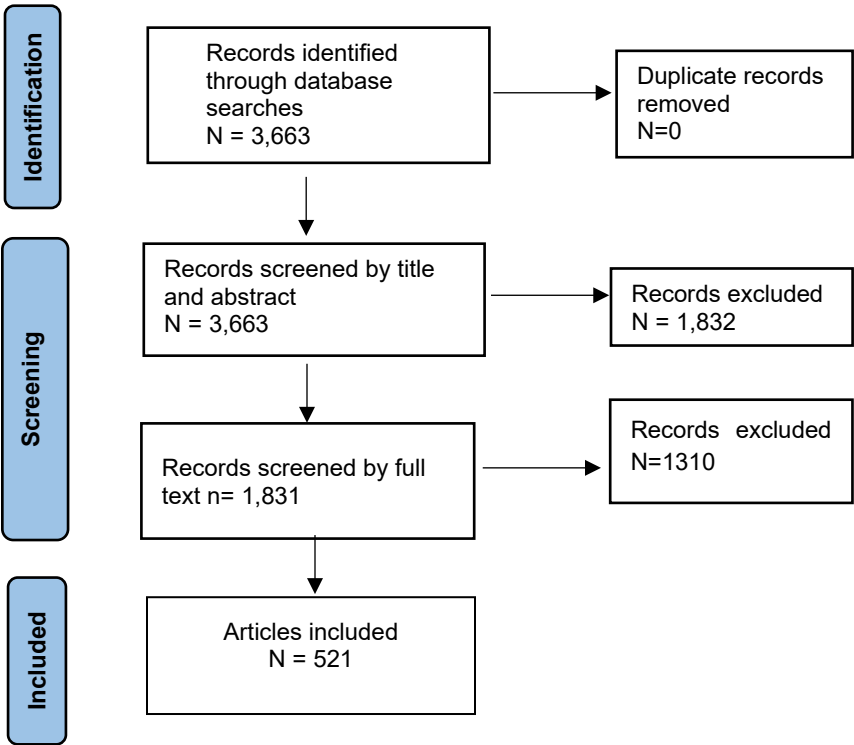 Identification
Records identified
through database
searches
N = 3,663
Duplicate records
removed
N=0
Screening
Records screened by title
and abstract
N = 3,663
Records excluded
N = 1,832
Records screened by full
text n= 1,831
Records excluded
N=1310
Included
Articles included
N = 521